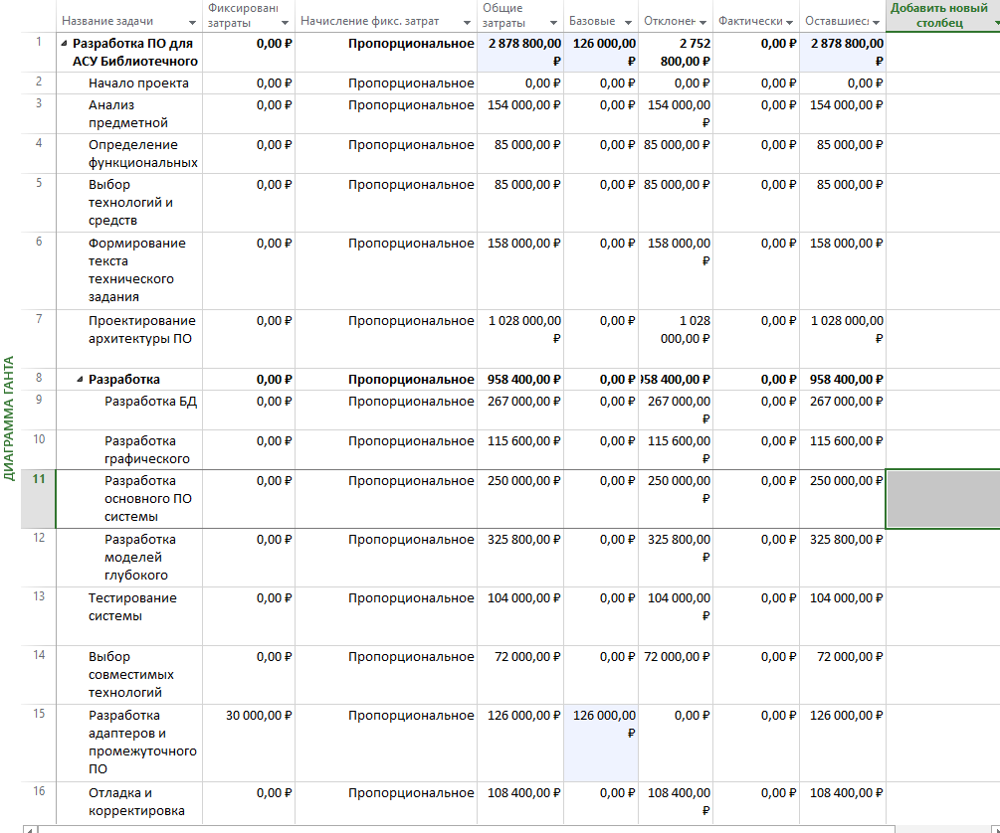 Название задачи Фиксированн затраты Начисление фикс. затрат Общие затраты Базовые Отклонен Фактически Оставшиеся Добавить новый столбец
1 Разработка ПО для АСУ Библиотечного 0,00 ₽ Пропорциональное 2 878 800,00 ₽ 126 000,00 ₽ 2 752 800,00 ₽ 0,00 ₽ 2 878 800,00 ₽
2 Начало проекта 0,00 ₽ Пропорциональное 0,00 ₽ 0,00 ₽ 0,00 ₽ 0,00 ₽ 0,00 ₽
3 Анализ предметной 0,00 ₽ Пропорциональное 154 000,00 ₽ 0,00 ₽ 154 000,00 ₽ 0,00 ₽ 154 000,00 ₽
4 Определение функциональных 0,00 ₽ Пропорциональное 85 000,00 ₽ 0,00 ₽ 85 000,00 ₽ 0,00 ₽ 85 000,00 ₽
5 Выбор технологий и средств 0,00 ₽ Пропорциональное 85 000,00 ₽ 0,00 ₽ 85 000,00 ₽ 0,00 ₽ 85 000,00 ₽
6 Формирование текста технического задания 0,00 ₽ Пропорциональное 158 000,00 ₽ 0,00 ₽ 158 000,00 ₽ 0,00 ₽ 158 000,00 ₽
7 Проектирование архитектуры ПО 0,00 ₽ Пропорциональное 1 028 000,00 ₽ 0,00 ₽ 1 028 000,00 ₽ 0,00 ₽ 1 028 000,00 ₽
8 Разработка 0,00 ₽ Пропорциональное 958 400,00 ₽ 0,00 ₽ 958 400,00 ₽ 0,00 ₽ 958 400,00 ₽
9 Разработка БД 0,00 ₽ Пропорциональное 267 000,00 ₽ 0,00 ₽ 267 000,00 ₽ 0,00 ₽ 267 000,00 ₽
10 Разработка графического 0,00 ₽ Пропорциональное 115 600,00 ₽ 0,00 ₽ 115 600,00 ₽ 0,00 ₽ 115 600,00 ₽
11 Разработка основного ПО системы 0,00 ₽ Пропорциональное 250 000,00 ₽ 0,00 ₽ 250 000,00 ₽ 0,00 ₽ 250 000,00 ₽
12 Разработка моделей глубокого 0,00 ₽ Пропорциональное 325 800,00 ₽ 0,00 ₽ 325 800,00 ₽ 0,00 ₽ 325 800,00 ₽
13 Тестирование системы 0,00 ₽ Пропорциональное 104 000,00 ₽ 0,00 ₽ 104 000,00 ₽ 0,00 ₽ 104 000,00 ₽
14 Выбор совместимых технологий 0,00 ₽ Пропорциональное 72 000,00 ₽ 0,00 ₽ 72 000,00 ₽ 0,00 ₽ 72 000,00 ₽
15 Разработка адаптеров и промежуточного ПО 30 000,00 ₽ Пропорциональное 126 000,00 ₽ 126 000,00 ₽ 0,00 ₽ 0,00 ₽ 126 000,00 ₽
16 Отладка и корректировка 0,00 ₽ Пропорциональное 108 400,00 ₽ 0,00 ₽ 108 400,00 ₽ 0,00 ₽ 108 400,00 ₽
ДИАГРАММА ГАНТА